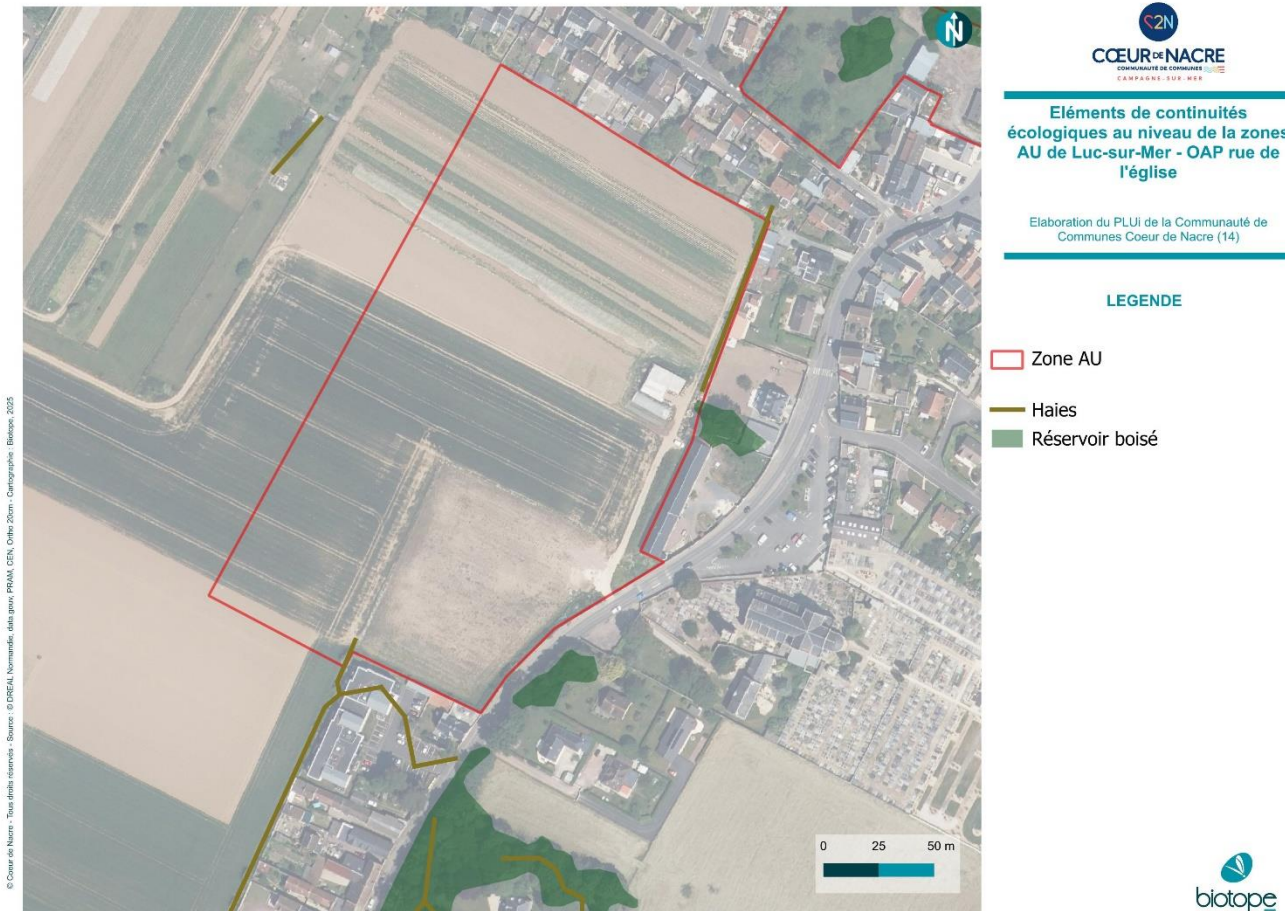 N
C2N
CŒUR DE NACRE
COMMUNAUTÉ DE COMMUNES
CAMPAGNE-SUR-MER
Eléments de continuités
écologiques au niveau de la zones
AU de Luc-sur-Mer - OAP rue de
l'église
Elaboration du PLUi de la Communauté de
Communes Coeur de Nacre (14)
LEGENDE
Zone AU
Haies
Réservoir boisé
0 25 50 m
biotope
© Coeur de Nacre - Tous droits réservés - Source : © DREAL Normandie, data.gouv, PRAM, CEN, Ortho 20cm - Cartographie : Biotope, 2025